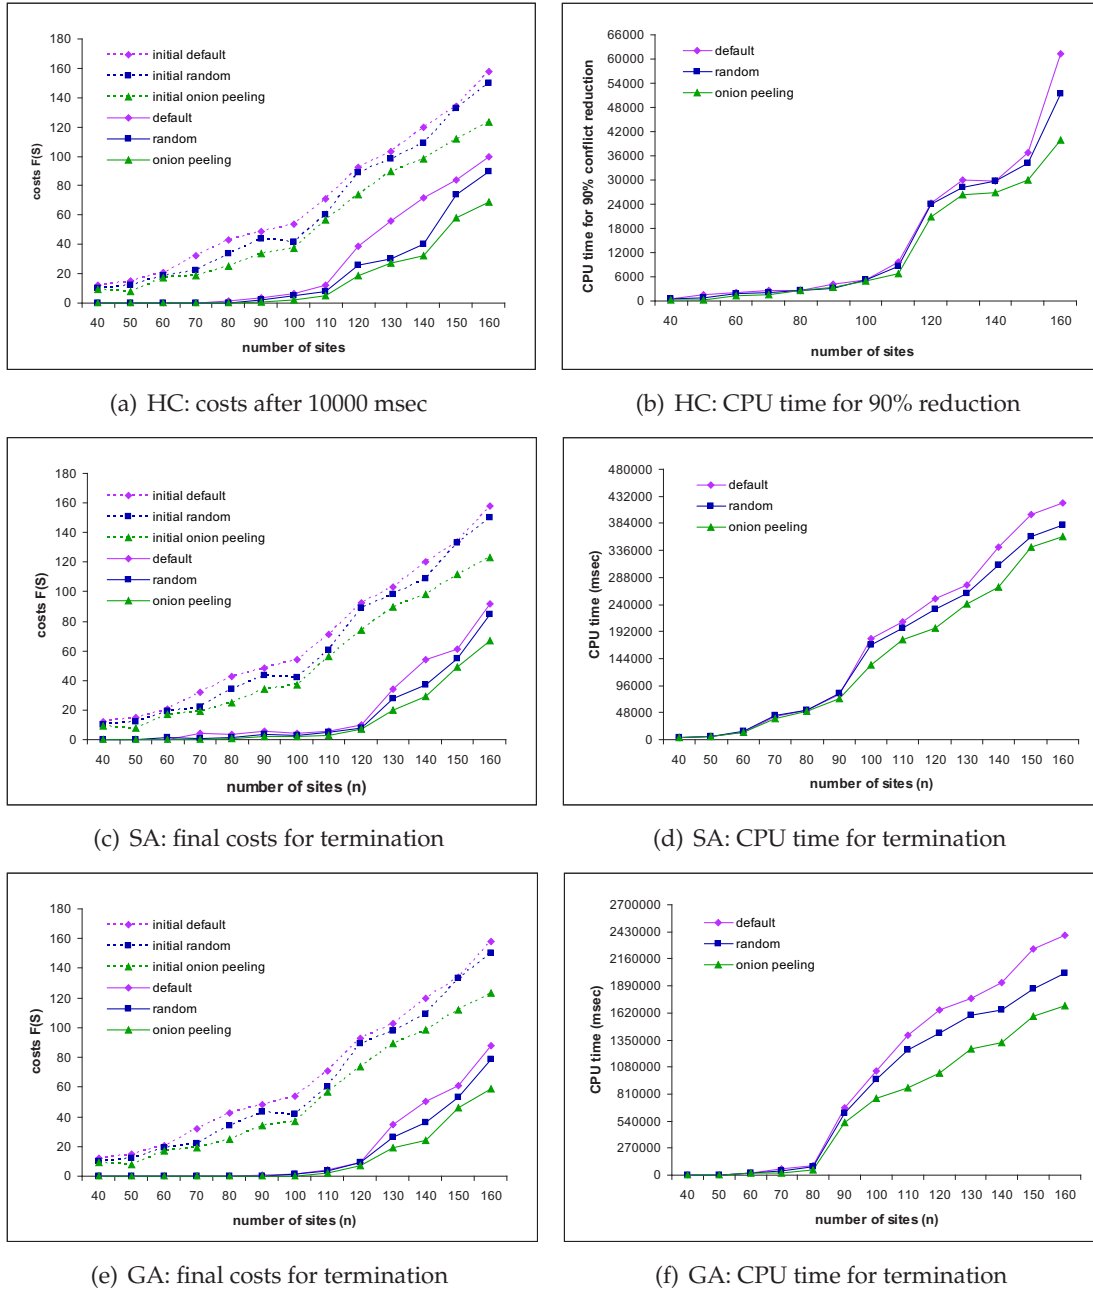 180
160
140
120
100
80
60
40
20
0
costs F(S)
initial default
initial random
initial onion peeling
default
random
onion peeling
40 50 60 70 80 90 100 110 120 130 140 150 160
number of sites
(a) HC: costs after 10000 msec
66000
60000
54000
48000
42000
36000
30000
24000
18000
12000
6000
0
CPU time for 90% conflict reduction
default
random
onion peeling
40 60 80 100 120 140 160
number of sites
(b) HC: CPU time for 90% reduction
180
160
140
120
100
80
60
40
20
0
costs F(S)
initial default
initial random
initial onion peeling
default
random
onion peeling
40 50 60 70 80 90 100 110 120 130 140 150 160
number of sites (n)
(c) SA: final costs for termination
480000
432000
384000
336000
288000
240000
192000
144000
96000
48000
0
CPU time (msec)
default
random
onion peeling
40 50 60 70 80 90 100 110 120 130 140 150 160
number of sites (n)
(d) SA: CPU time for termination
180
160
140
120
100
80
60
40
20
0
costs F(S)
initial default
initial random
initial onion peeling
default
random
onion peeling
40 50 60 70 80 90 100 110 120 130 140 150 160
number of sites (n)
(e) GA: final costs for termination
2700000
2430000
2160000
1890000
1620000
1350000
1080000
810000
540000
270000
0
CPU time (msec)
default
random
onion peeling
40 50 60 70 80 90 100 110 120 130 140 150 160
number of sites (n)
(f) GA: CPU time for termination